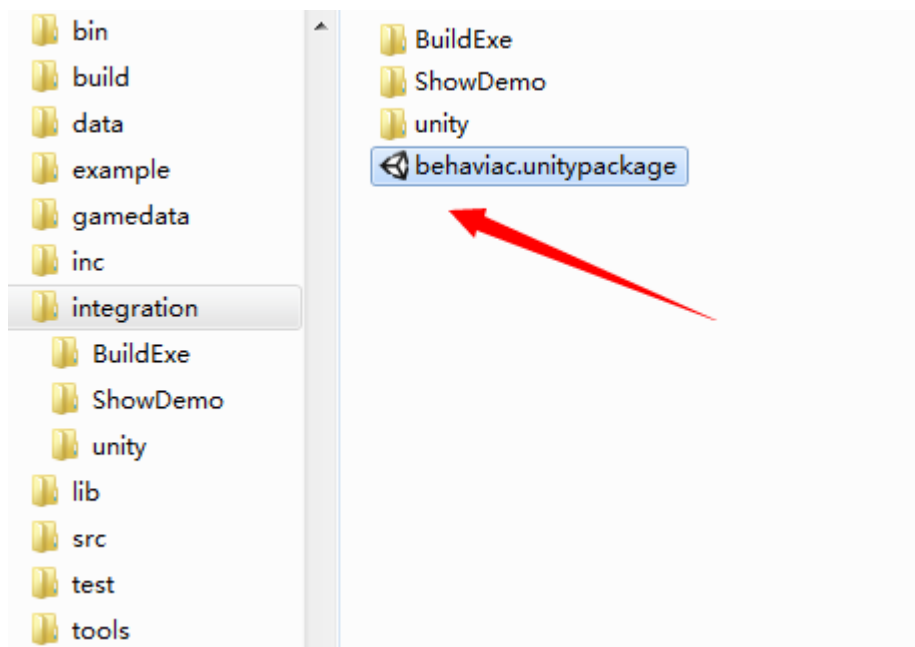 bin
build
data
example
gamedata
inc
integration
BuildExe
ShowDemo
unity
lib
src
test
tools
BuildExe
ShowDemo
unity
behaviac.unitypackage